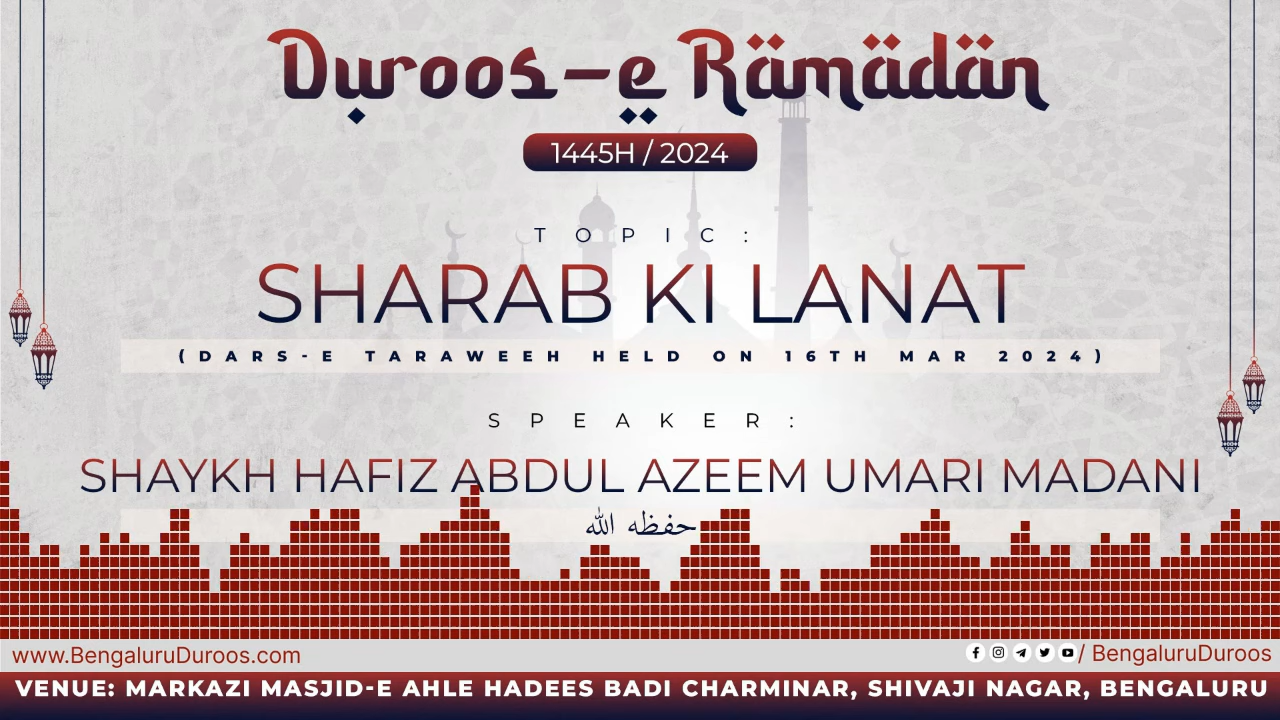 Duroos-e Ramadan
1445H / 2024
TOPIC:
SHARAB KI LANAT
(DARS-E TARAWEEH HELD ON 16TH MAR 2024)
SPEAKER:
SHAYKH HAFIZ ABDUL AZEEM UMARI MADANI
حفظه الله
www.BengaluruDuroos.com
/ BengaluruDuroos
VENUE: MARKAZI MASJID-E AHLE HADEES BADI CHARMINAR, SHIVAJI NAGAR, BENGALURU